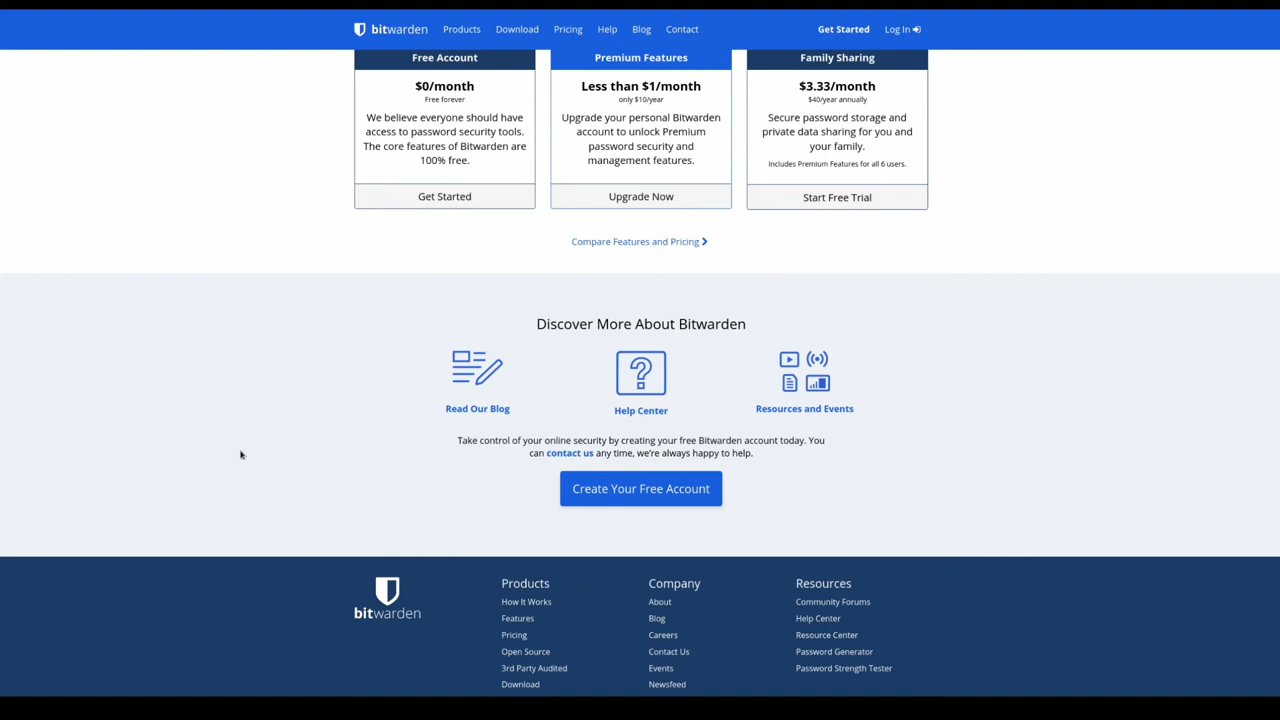 bitwarden Products Download Pricing Help Blog Contact Get Started Log In
Free Account
$0/month
Free forever
We believe everyone should have
access to password security tools.
The core features of Bitwarden are
100% free.
Get Started
Premium Features
Less than $1/month
only $10/year
Upgrade your personal Bitwarden
account to unlock Premium
password security and
management features.
Upgrade Now
Family Sharing
$3.33/month
$40/year annually
Secure password storage and
private data sharing for you and
your family.
Includes Premium Features for all 6 users.
Start Free Trial
Compare Features and Pricing
Discover More About Bitwarden
Read Our Blog
Help Center
Resources and Events
Take control of your online security by creating your free Bitwarden account today. You
can contact us any time, we're always happy to help.
Create Your Free Account
bitwarden
Products
How It Works
Features
Pricing
Open Source
3rd Party Audited
Download
Company
About
Blog
Careers
Contact Us
Events
Newsfeed
Resources
Community Forums
Help Center
Resource Center
Password Generator
Password Strength Tester